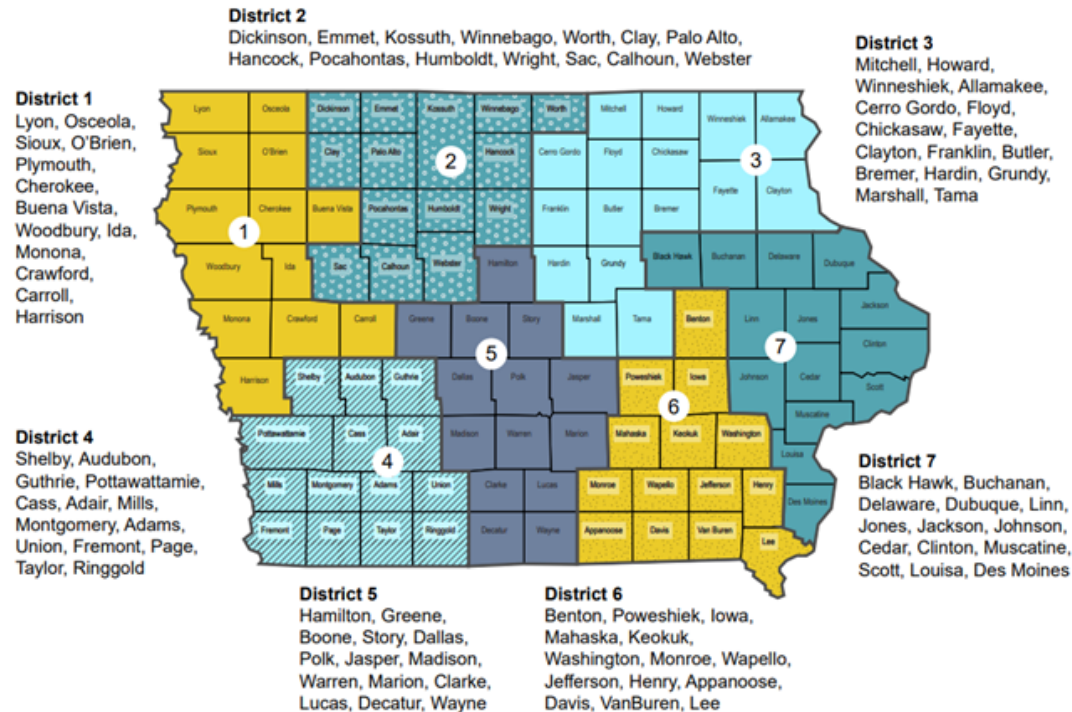 District 2
Dickinson, Emmet, Kossuth, Winnebago, Worth, Clay, Palo Alto,
Hancock, Pocahontas, Humboldt, Wright, Sac, Calhoun, Webster
District 3
Mitchell, Howard,
Winneshiek, Allamakee,
Cerro Gordo, Floyd,
Chickasaw, Fayette,
Clayton, Franklin, Butler,
Bremer, Hardin, Grundy,
Marshall, Tama
District 1
Lyon, Osceola,
Sioux, O'Brien,
Plymouth,
Cherokee,
Buena Vista,
Woodbury, Ida,
Monona,
Crawford,
Carroll,
Harrison
Lyon Osceola Dickinson Emmet Kossuth Winnebago Worth Mitchell Howard Winneshiek Allamakee
2
3
Sioux O'Brien Clay Palo Alto Hancock Cerro Gordo Floyd Chickasaw
Fayette Clayton
Plymouth Cherokee Buena Vista Pocahontas Humboldt Wright Franklin Butler Bremer
1
Woodbury Ida Sac Calhoun Webster Hamilton Hardin Grundy Black Hawk Buchanan Delaware Dubuque
Jackson
Monona Crawford Carroll Greene Boone Story Marshall Tama Benton Linn Jones
Clinton
5
7
Harrison Shelby Audubon Guthrie Dallas Polk Jasper Poweshiek Iowa Johnson Cedar
Scott
6
Muscatine
Pottawattamie Cass Adair Madison Warren Marion Mahaska Keokuk Washington
Louisa
4
Mills Montgomery Adams Union Clarke Lucas Monroe Wapello Jefferson Henry
Des Moines
Fremont Page Taylor Ringgold Decatur Wayne Appanoose Davis Van Buren Lee
District 4
Shelby, Audubon,
Guthrie, Pottawattamie,
Cass, Adair, Mills,
Montgomery, Adams,
Union, Fremont, Page,
Taylor, Ringgold
District 7
Black Hawk, Buchanan,
Delaware, Dubuque, Linn,
Jones, Jackson, Johnson,
Cedar, Clinton, Muscatine,
Scott, Louisa, Des Moines
District 5
Hamilton, Greene,
Boone, Story, Dallas,
Polk, Jasper, Madison,
Warren, Marion, Clarke,
Lucas, Decatur, Wayne
District 6
Benton, Poweshiek, Iowa,
Mahaska, Keokuk,
Washington, Monroe, Wapello,
Jefferson, Henry, Appanoose,
Davis, VanBuren, Lee